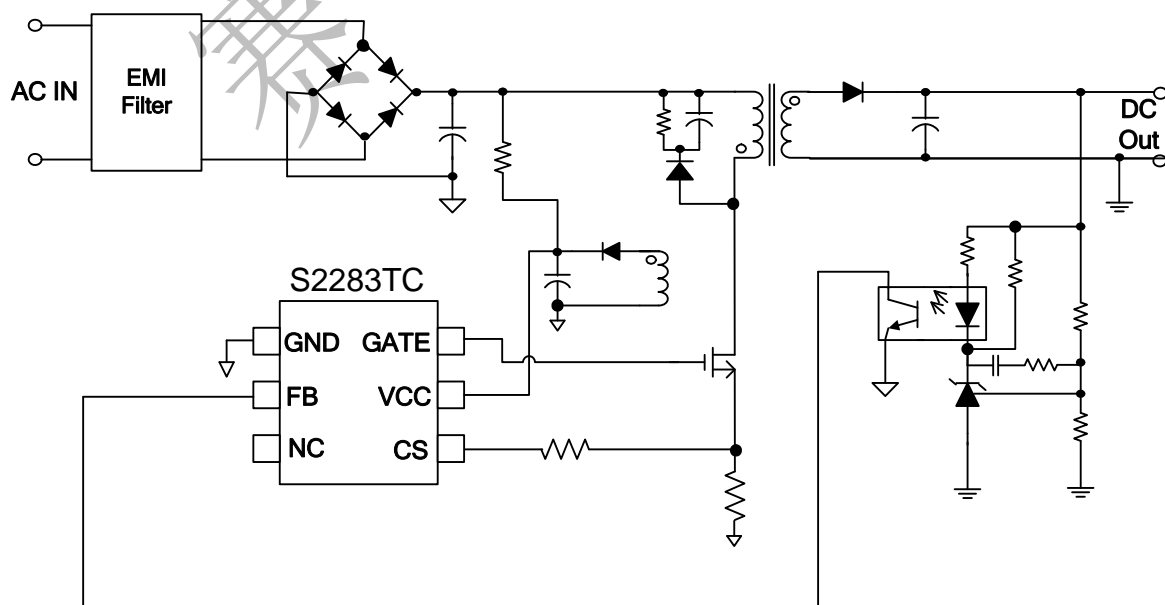 AC IN
EMI
Filter
DC
Out
S2283TC
GND GATE
FB VCC
NC CS